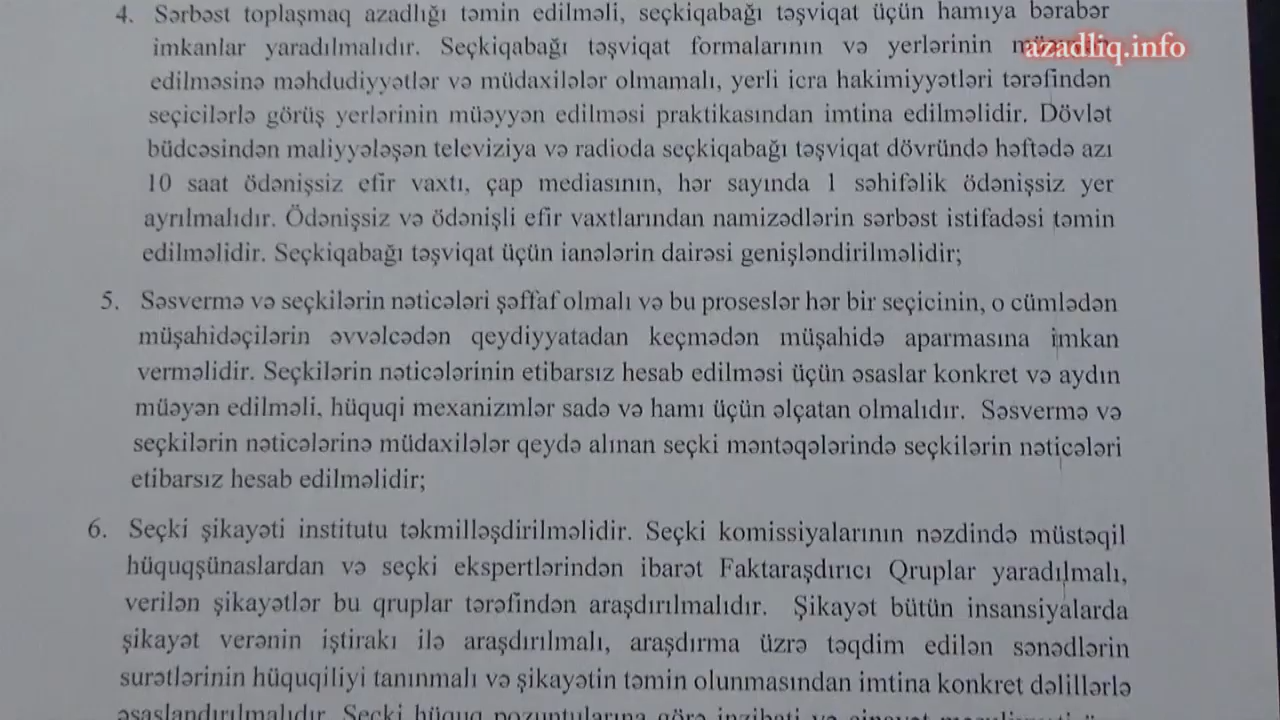 4. Sərbəst toplaşmaq azadlığı təmin edilməli, seçkiqabağı təşviqat üçün hamıya bərabər
imkanlar yaradılmalıdır. Seçkiqabağı təşviqat formalarının və yerlərinin
azadliq.info
edilməsinə məhdudiyyətlər və müdaxilələr olmamalı, yerli icra hakimiyyətləri tərəfindən
seçicilərlə görüş yerlərinin müəyyən edilməsi praktikasından imtina edilməlidir. Dövlət
büdcəsindən maliyyələşən televiziya və radioda seçkiqabağı təşviqat dövründə həftədə azı
10 saat ödənişsiz efir vaxtı, çap mediasının, hər sayında 1 səhifəlik ödənişsiz yer
ayrılmalıdır. Ödənişsiz və ödənişli efir vaxtlarından namizədlərin sərbəst istifadəsi təmin
edilməlidir. Seçkiqabağı təşviqat üçün ianələrin dairəsi genişləndirilməlidir;
5. Səsvermə və seçkilərin nəticələri şəffaf olmalı və bu proseslər hər bir seçicinin, o cümlədən
müşahidəçilərin əvvəlcədən qeydiyyatadan keçmədən müşahidə aparmasına imkan
verməlidir. Seçkilərin nəticələrinin etibarsız hesab edilməsi üçün əsaslar konkret və aydın
müəyən edilməli, hüquqi mexanizmlər sadə və hamı üçün əlçatan olmalıdır. Səsvermə və
seçkilərin nəticələrinə müdaxilələr qeydə alınan seçki məntəqələrində seçkilərin nəticələri
etibarsız hesab edilməlidir;
6. Seçki şikayəti institutu təkmilləşdirilməlidir. Seçki komissiyalarının nəzdində müstəqil
hüquqşünaslardan və seçki ekspertlərindən ibarət Faktaraşdırıcı Qruplar yaradılmalı,
verilən şikayətlər bu qruplar tərəfindən araşdırılmalıdır. Şikayət bütün insansiyalarda
şikayət verənin iştirakı ilə araşdırılmalı, araşdırma üzrə təqdim edilən sənədlərin
surətlərinin hüquqiliyi tanınmalı və şikayətin təmin olunmasından imtina konkret dəlillərlə
əsaslandırılmalıdır. Seçki hüquq pozuntularına görə inzibati və